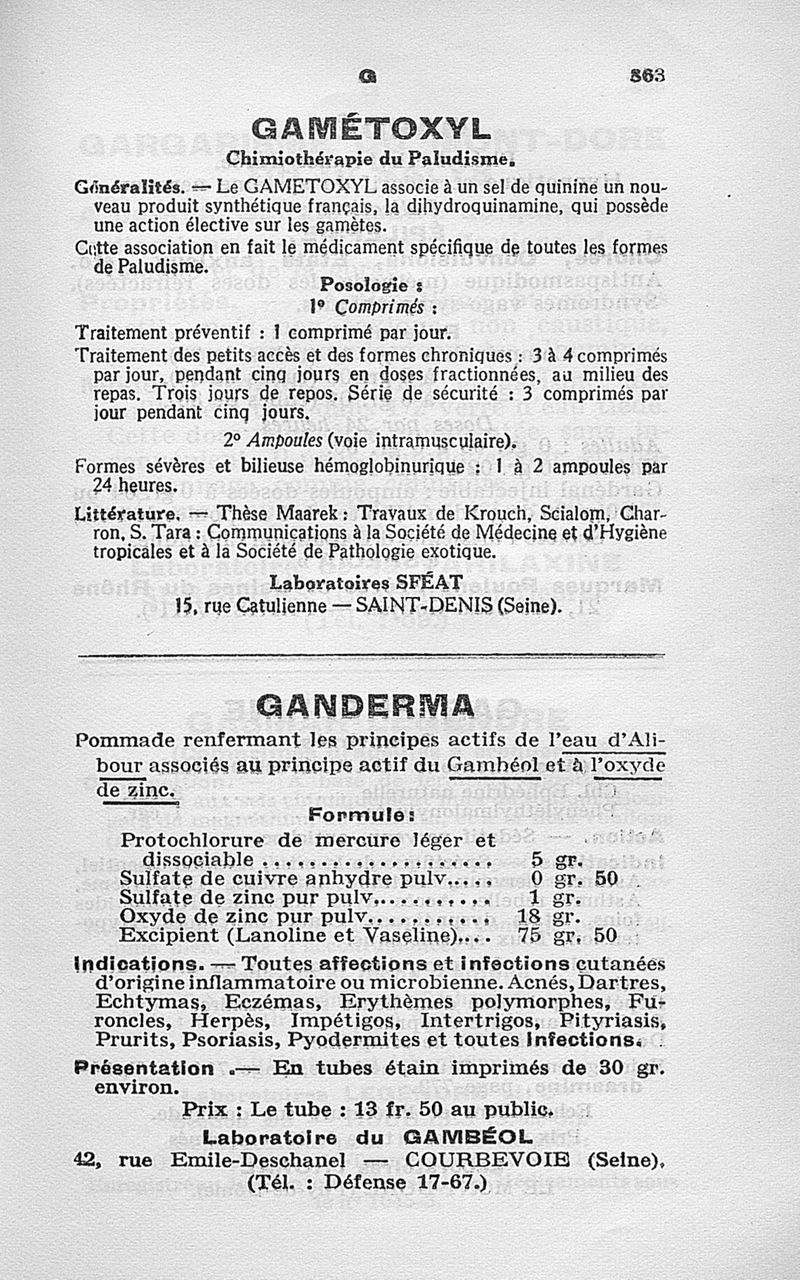 G 863
GAMÉTOXYL
Chimiothérapie du Paludisme.
Généralités. — Le GAMETOXYL associe à un sel de quinine un nou-
veau produit synthétique français, la dihydroquinamine, qui possède
une action élective sur les gamètes.
Cette association en fait le médicament spécifique de toutes les formes
de Paludisme.
Posologie :
1º Comprimés :
Traitement préventif : 1 comprimé par jour.
Traitement des petits accès et des formes chroniques : 3 à 4 comprimés
par jour, pendant cinq jours en doses fractionnées, au milieu des
repas. Trois jours de repos. Série de sécurité : 3 comprimés par
jour pendant cinq jours.
2º Ampoules (voie intramusculaire).
Formes sévères et bilieuse hémoglobinurique : 1 à 2 ampoules par
24 heures.
Littérature. — Thèse Maarek : Travaux de Krouch, Scialom, Char-
ron, S. Tara : Communications à la Société de Médecine et d'Hygiène
tropicales et à la Société de Pathologie exotique.
Laboratoires SFÉAT
15, rue Catulienne — SAINT-DENIS (Seine).
GANDERMA
Pommade renfermant les principes actifs de l'eau d'Ali-
bour associés au principe actif du Gambéol et à l'oxyde
de zinc.
Formule :
Protochlorure de mercure léger et
dissociable .................... 5 gr.
Sulfate de cuivre anhydre pulv..... 0 gr. 50
Sulfate de zinc pur pulv........... 1 gr.
Oxyde de zinc pur pulv........... 18 gr.
Excipient (Lanoline et Vaseline).... 75 gr. 50
Indications. — Toutes affections et infections cutanées
d'origine inflammatoire ou microbienne. Acnés, Dartres,
Echtymas, Eczémas, Erythèmes polymorphes, Fu-
roncles, Herpès, Impétigos, Intertrigos, Pityriasis,
Prurits, Psoriasis, Pyodermites et toutes Infections.
Présentation .— En tubes étain imprimés de 30 gr.
environ.
Prix : Le tube : 13 fr. 50 au public.
Laboratoire du GAMBÉOL
42, rue Emile-Deschanel — COURBEVOIE (Seine).
(Tél. : Défense 17-67.)